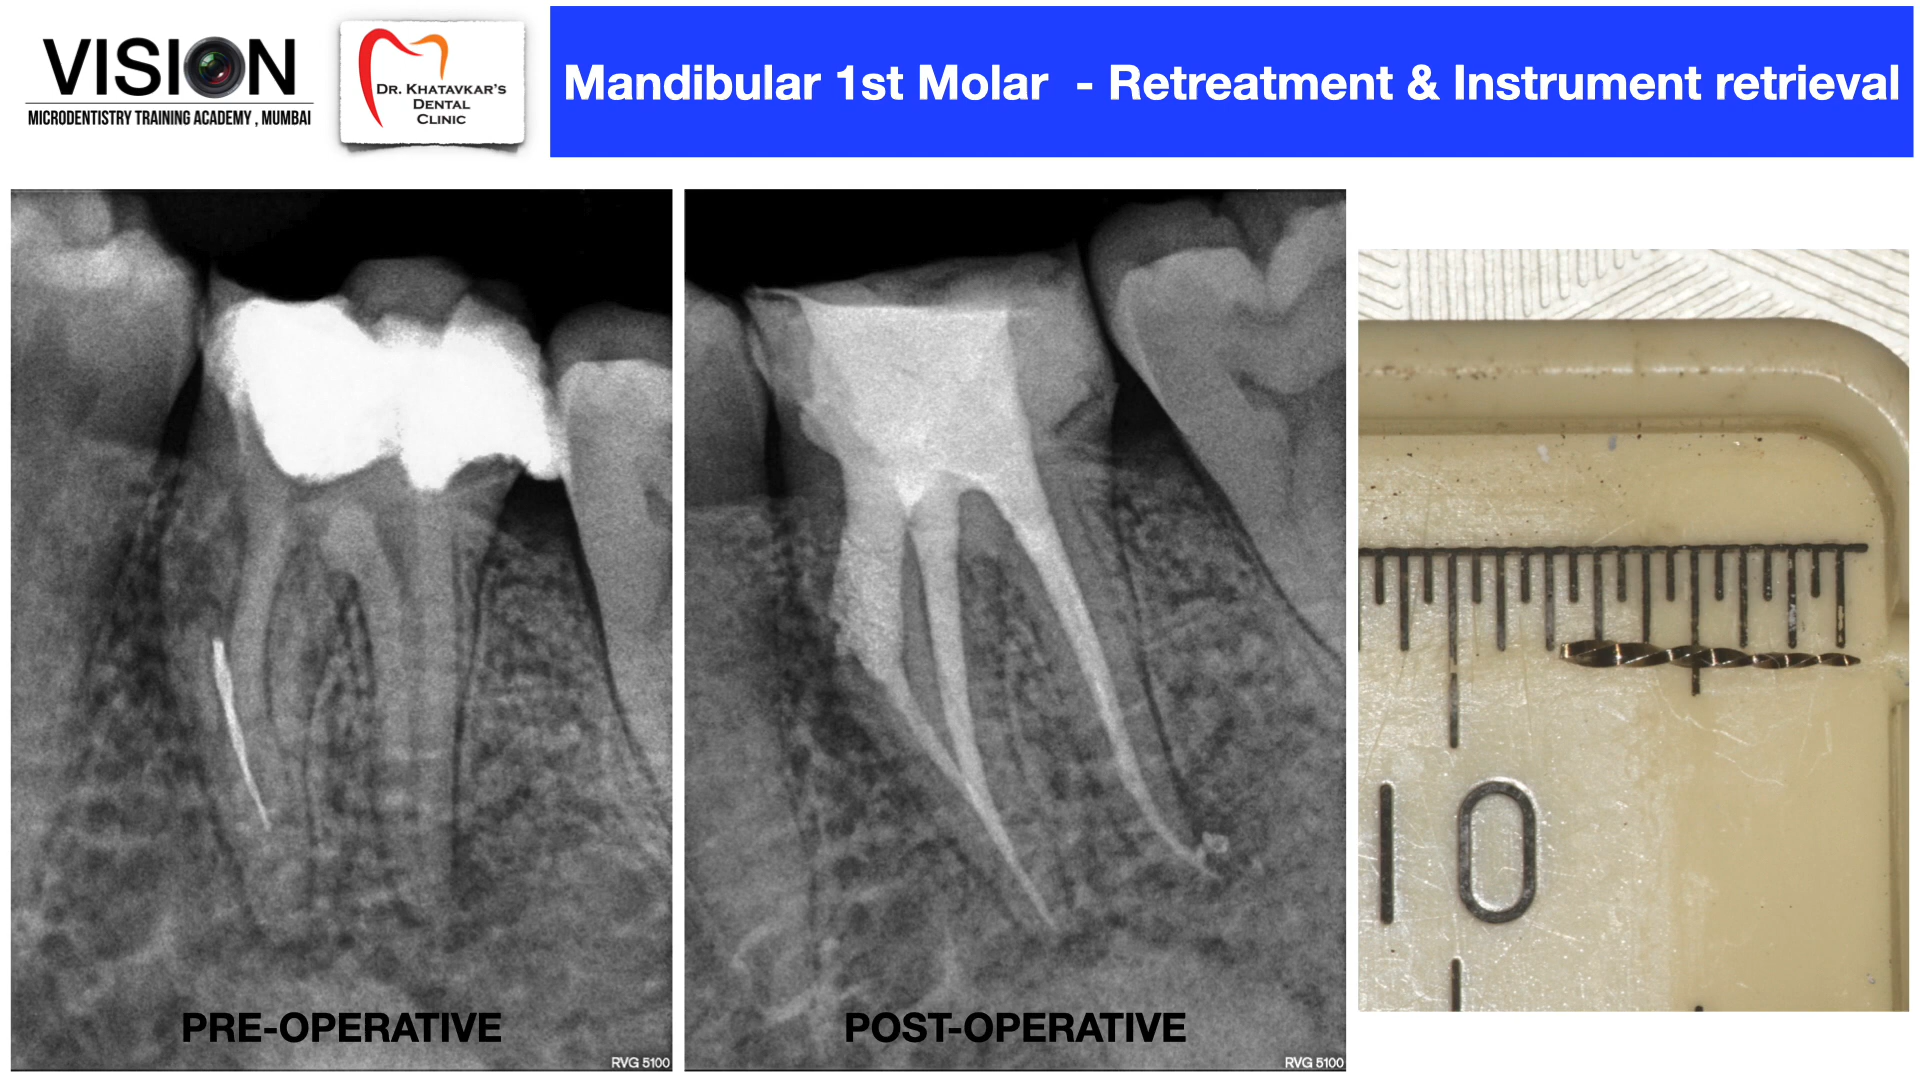 VISION
MICRODENTISTRY TRAINING ACADEMY , MUMBAI
DR. KHATAVKAR'S
DENTAL
CLINIC
Mandibular 1st Molar - Retreatment & Instrument retrieval
PRE-OPERATIVE
RVG 5100
POST-OPERATIVE
RVG 5100
10